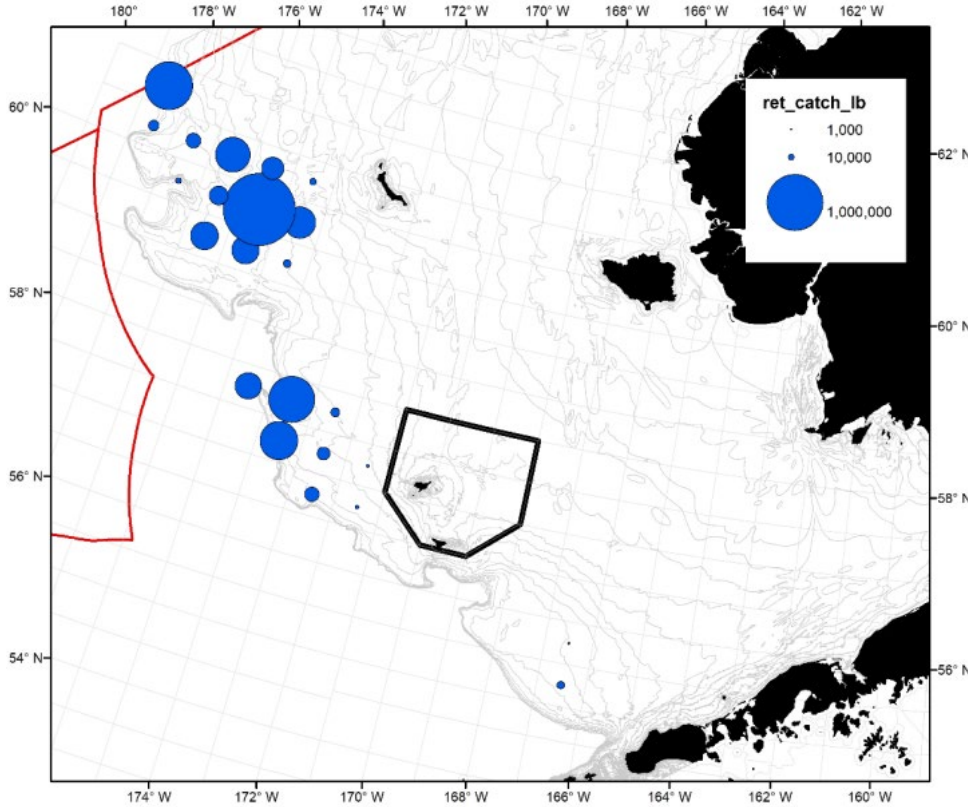 180° 178° W 176° W 174° W 172° W 170° W 168° W 166° W 164° W 162° W
60° N
58° N
56° N
54° N
ret_catch_lb
1,000
10,000
1,000,000
62° N
60° N
58° N
56° N
174° W 172° W 170° W 168° W 166° W 164° W 162° W 160° W